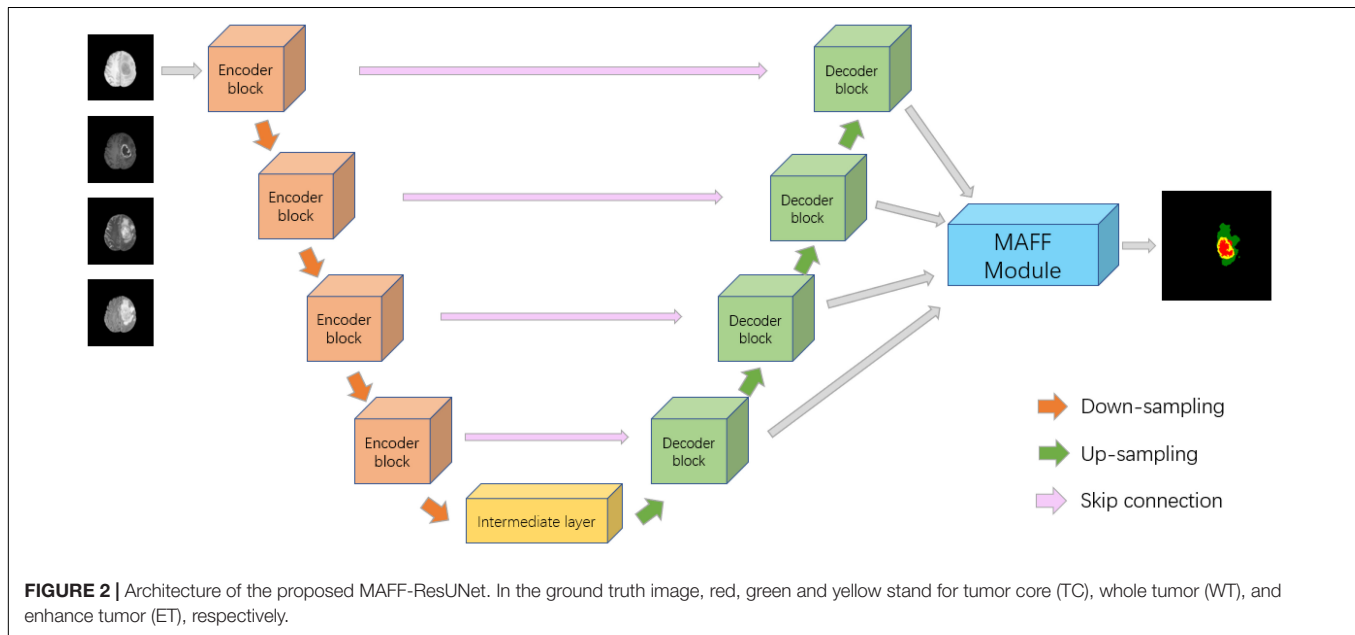 Encoder
block
Decoder
block
Encoder
block
Decoder
block
MAFF
Module
Encoder
block
Decoder
block
Encoder
block
Decoder
block
Intermediate layer
Down-sampling
Up-sampling
Skip connection
FIGURE 2 | Architecture of the proposed MAFF-ResUNet. In the ground truth image, red, green and yellow stand for tumor core (TC), whole tumor (WT), and
enhance tumor (ET), respectively.